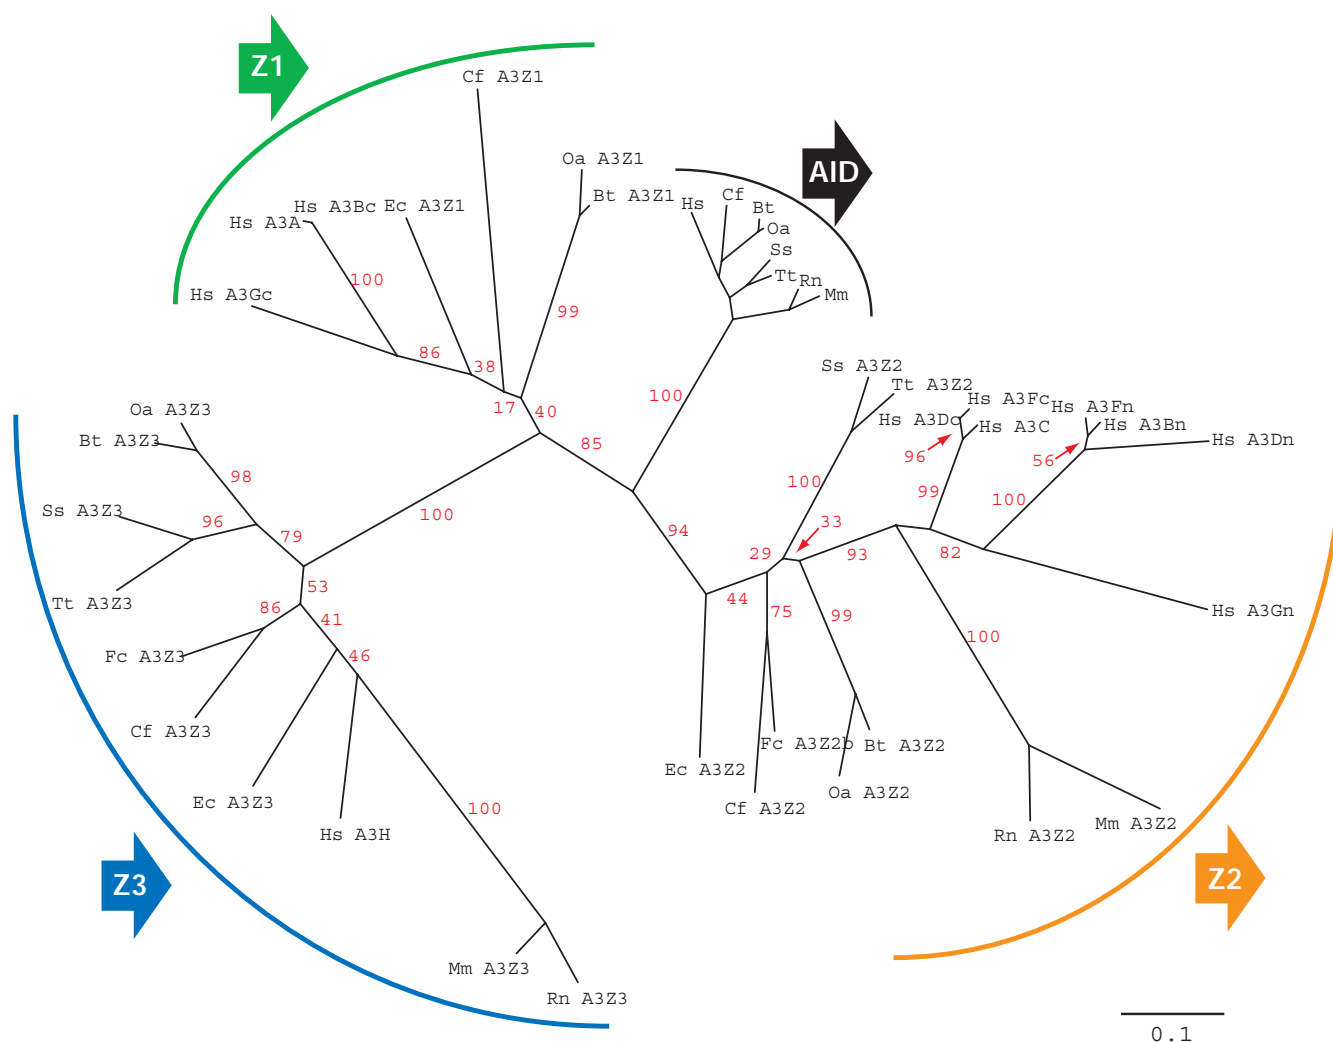 Z1
Cf A3Z1
Oa A3Z1
Bt A3Z1
Hs A3Bc
Ec A3Z1
Hs A3A
Hs A3Gc
100
86
38
99
17
40
AID
Hs
Cf
Bt
Oa
Ss
Tt
Rn
Mm
100
85
100
94
Oa A3Z3
Bt A3Z3
98
Ss A3Z3
96
79
Tt A3Z3
53
86
41
Fc A3Z3
46
Cf A3Z3
Ec A3Z3
Hs A3H
100
Mm A3Z3
Rn A3Z3
Z3
Ss A3Z2
Tt A3Z2
Hs A3Dc
Hs A3Fc
Hs A3C
Hs A3Fn
Hs A3Bn
Hs A3Dn
96
56
100
99
100
33
29
93
82
44
75
99
Hs A3Gn
100
Fc A3Z2b
Bt A3Z2
Ec A3Z2
Oa A3Z2
Cf A3Z2
Rn A3Z2
Mm A3Z2
Z2
0.1